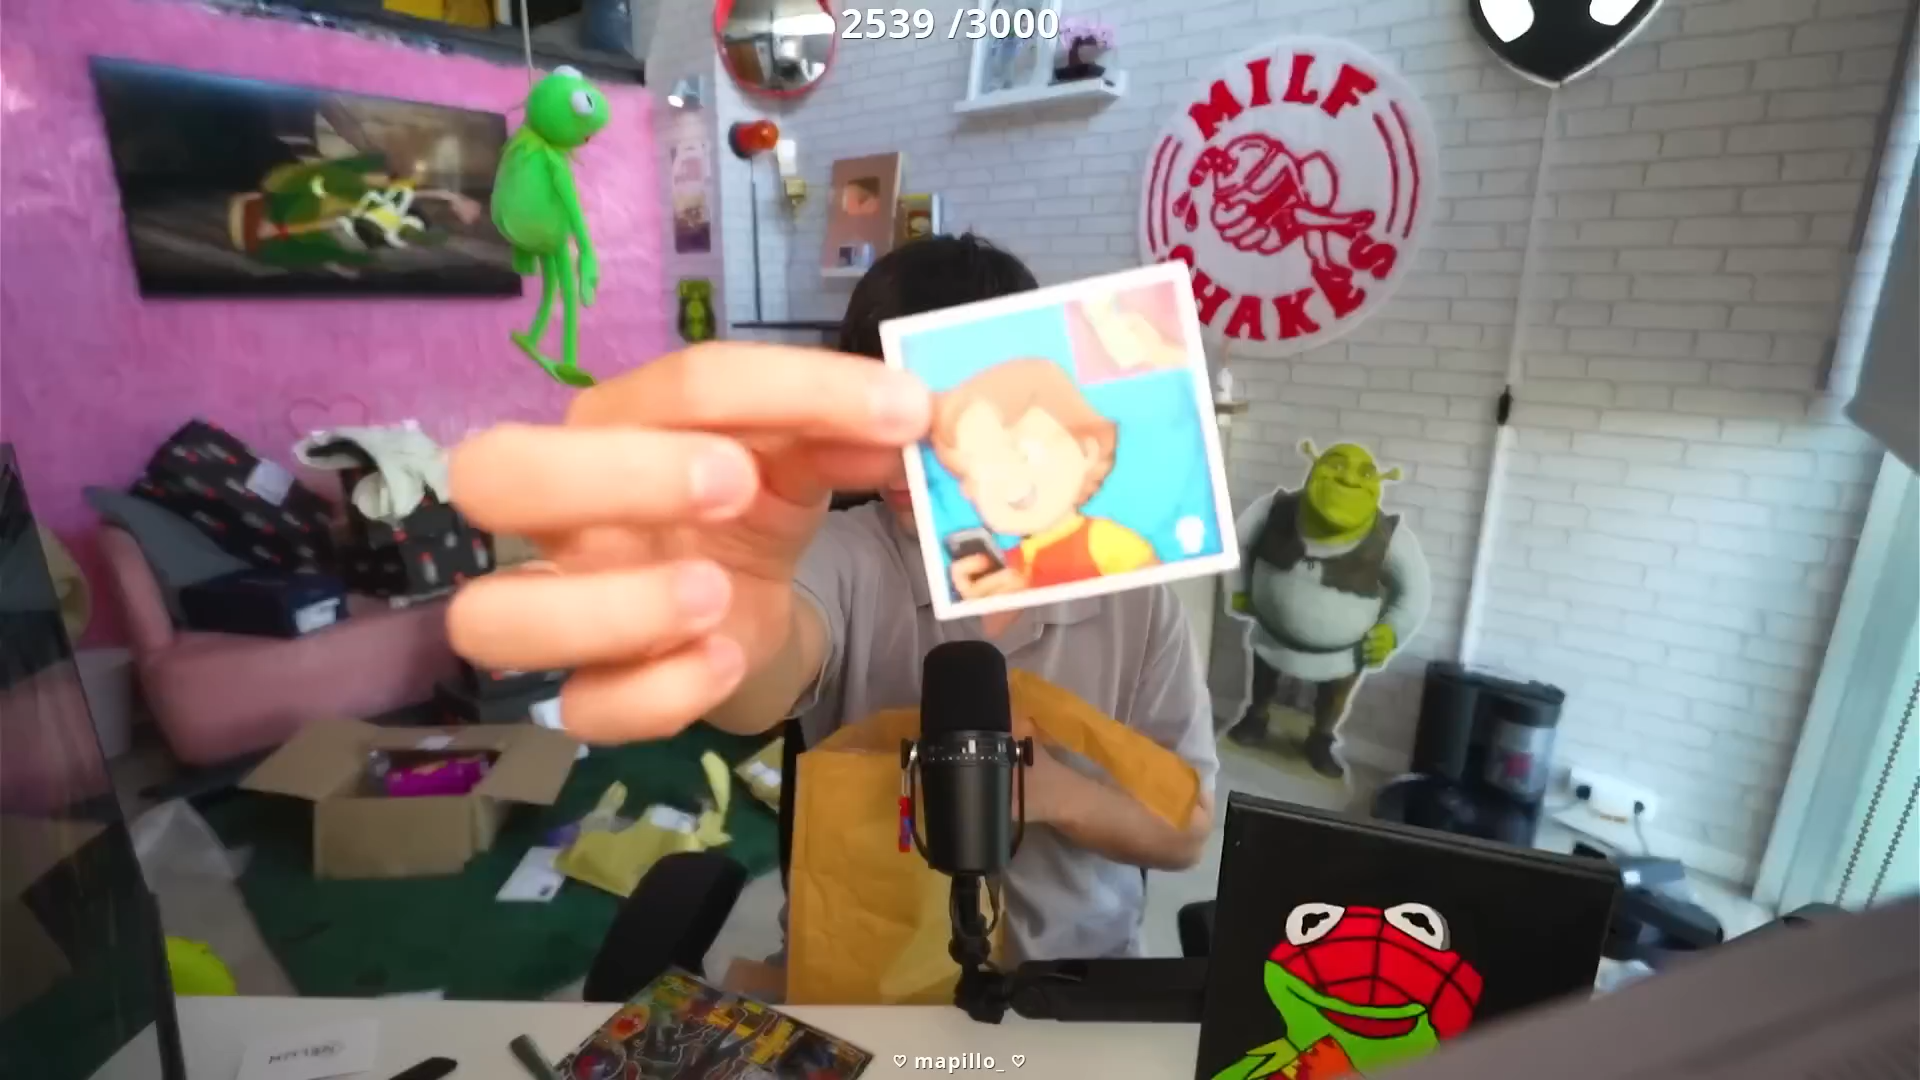 2539 /3000
MILF
SHAKES
♡ mapillo_ ♡